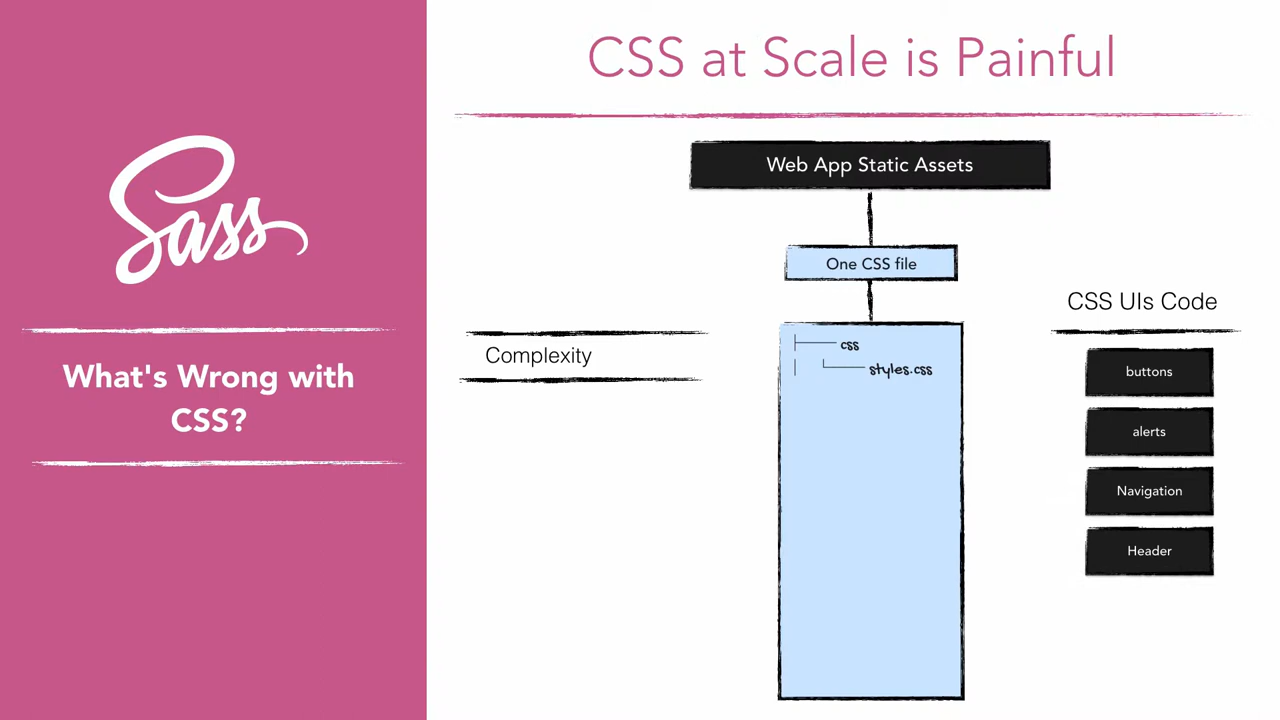 Sass
What's Wrong with
CSS?
CSS at Scale is Painful
Web App Static Assets
One CSS file
Complexity
css
styles.css
CSS UIs Code
buttons
alerts
Navigation
Header